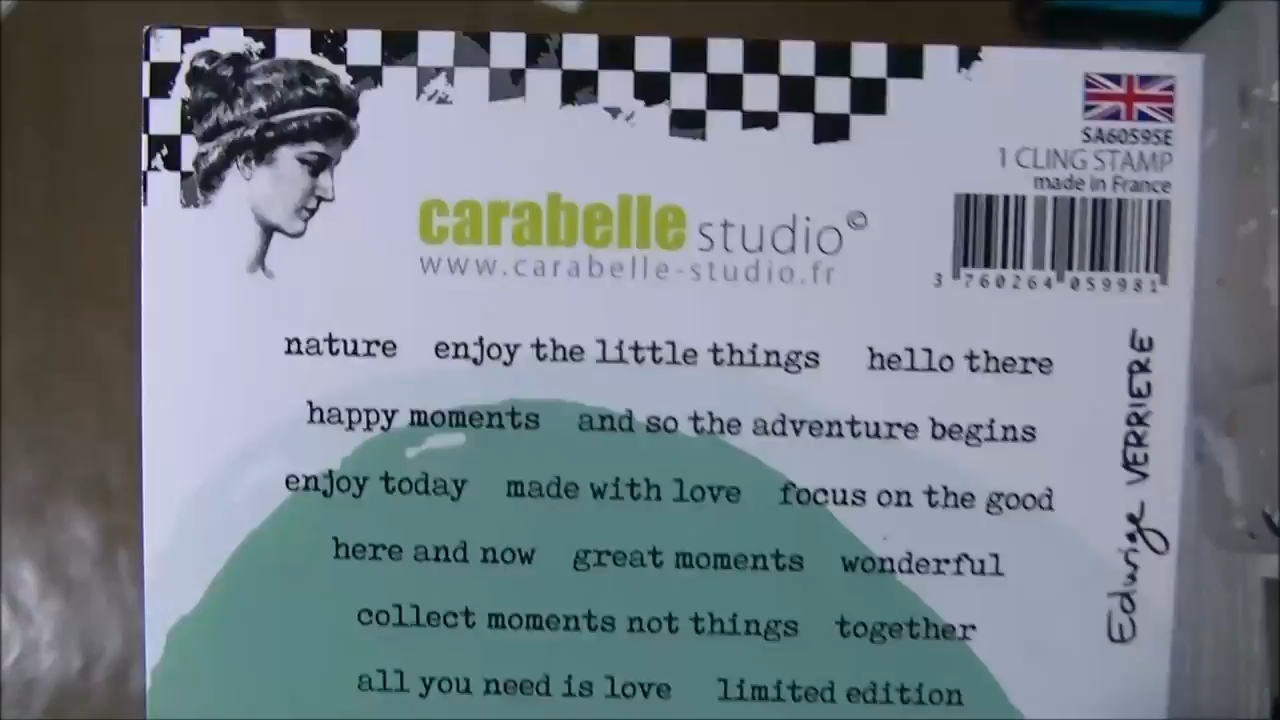 SA60595E
1 CLING STAMP
made in France
carabelle studio©
www.carabelle-studio.fr
3 760264 059981
nature enjoy the little things hello there
happy moments and so the adventure begins
enjoy today made with love focus on the good
here and now great moments wonderful
collect moments not things together
all you need is love limited edition
Edwige VERRIERE